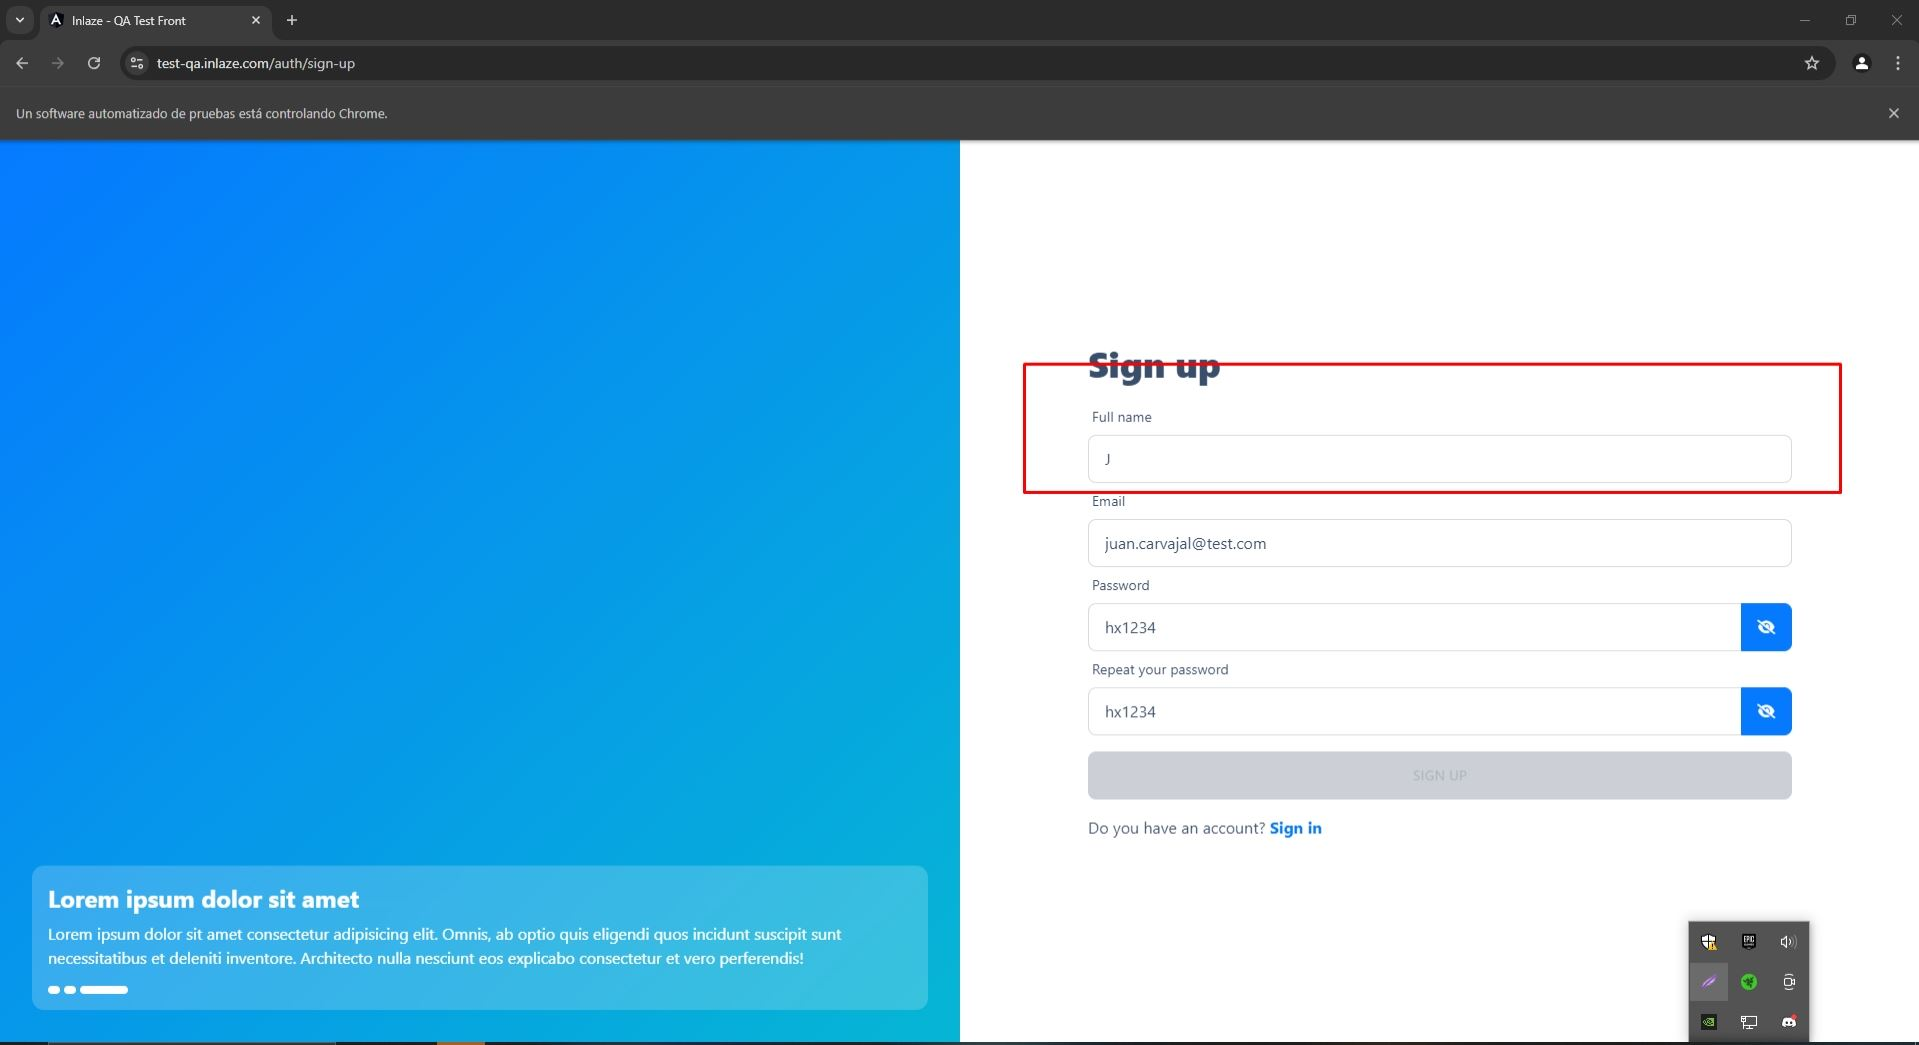 Inlaze - QA Test Front
test-qa.inlaze.com/auth/sign-up
Un software automatizado de pruebas está controlando Chrome.
Sign up
Full name
J
Email
juan.carvajal@test.com
Password
hx1234
Repeat your password
hx1234
SIGN UP
Do you have an account? Sign in
Lorem ipsum dolor sit amet
Lorem ipsum dolor sit amet consectetur adipisicing elit. Omnis, ab optio quis eligendi quos incidunt suscipit sunt
necessitatibus et deleniti inventore. Architecto nulla nesciunt eos explicabo consectetur et vero perferendis!
EPIC